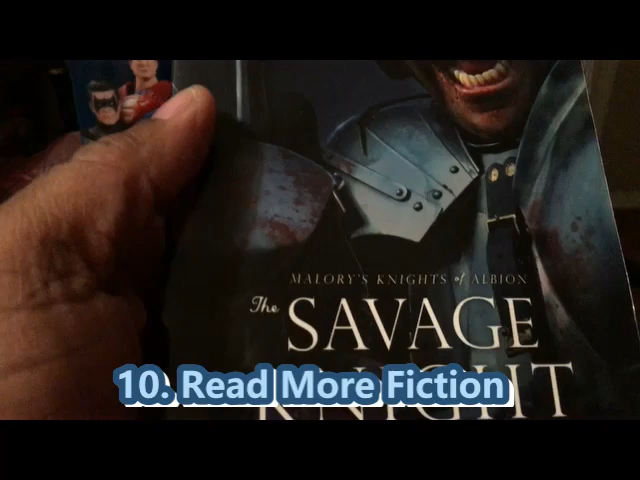 MALORY'S KNIGHTS of ALBION
The
SAVAGE
KNIGHT
10. Read More Fiction